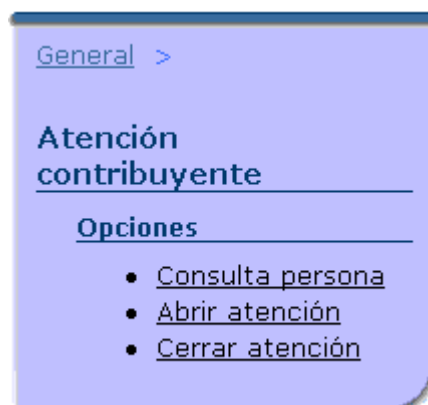 General >
Atención
contribuyente
Opciones
• Consulta persona
• Abrir atención
• Cerrar atención